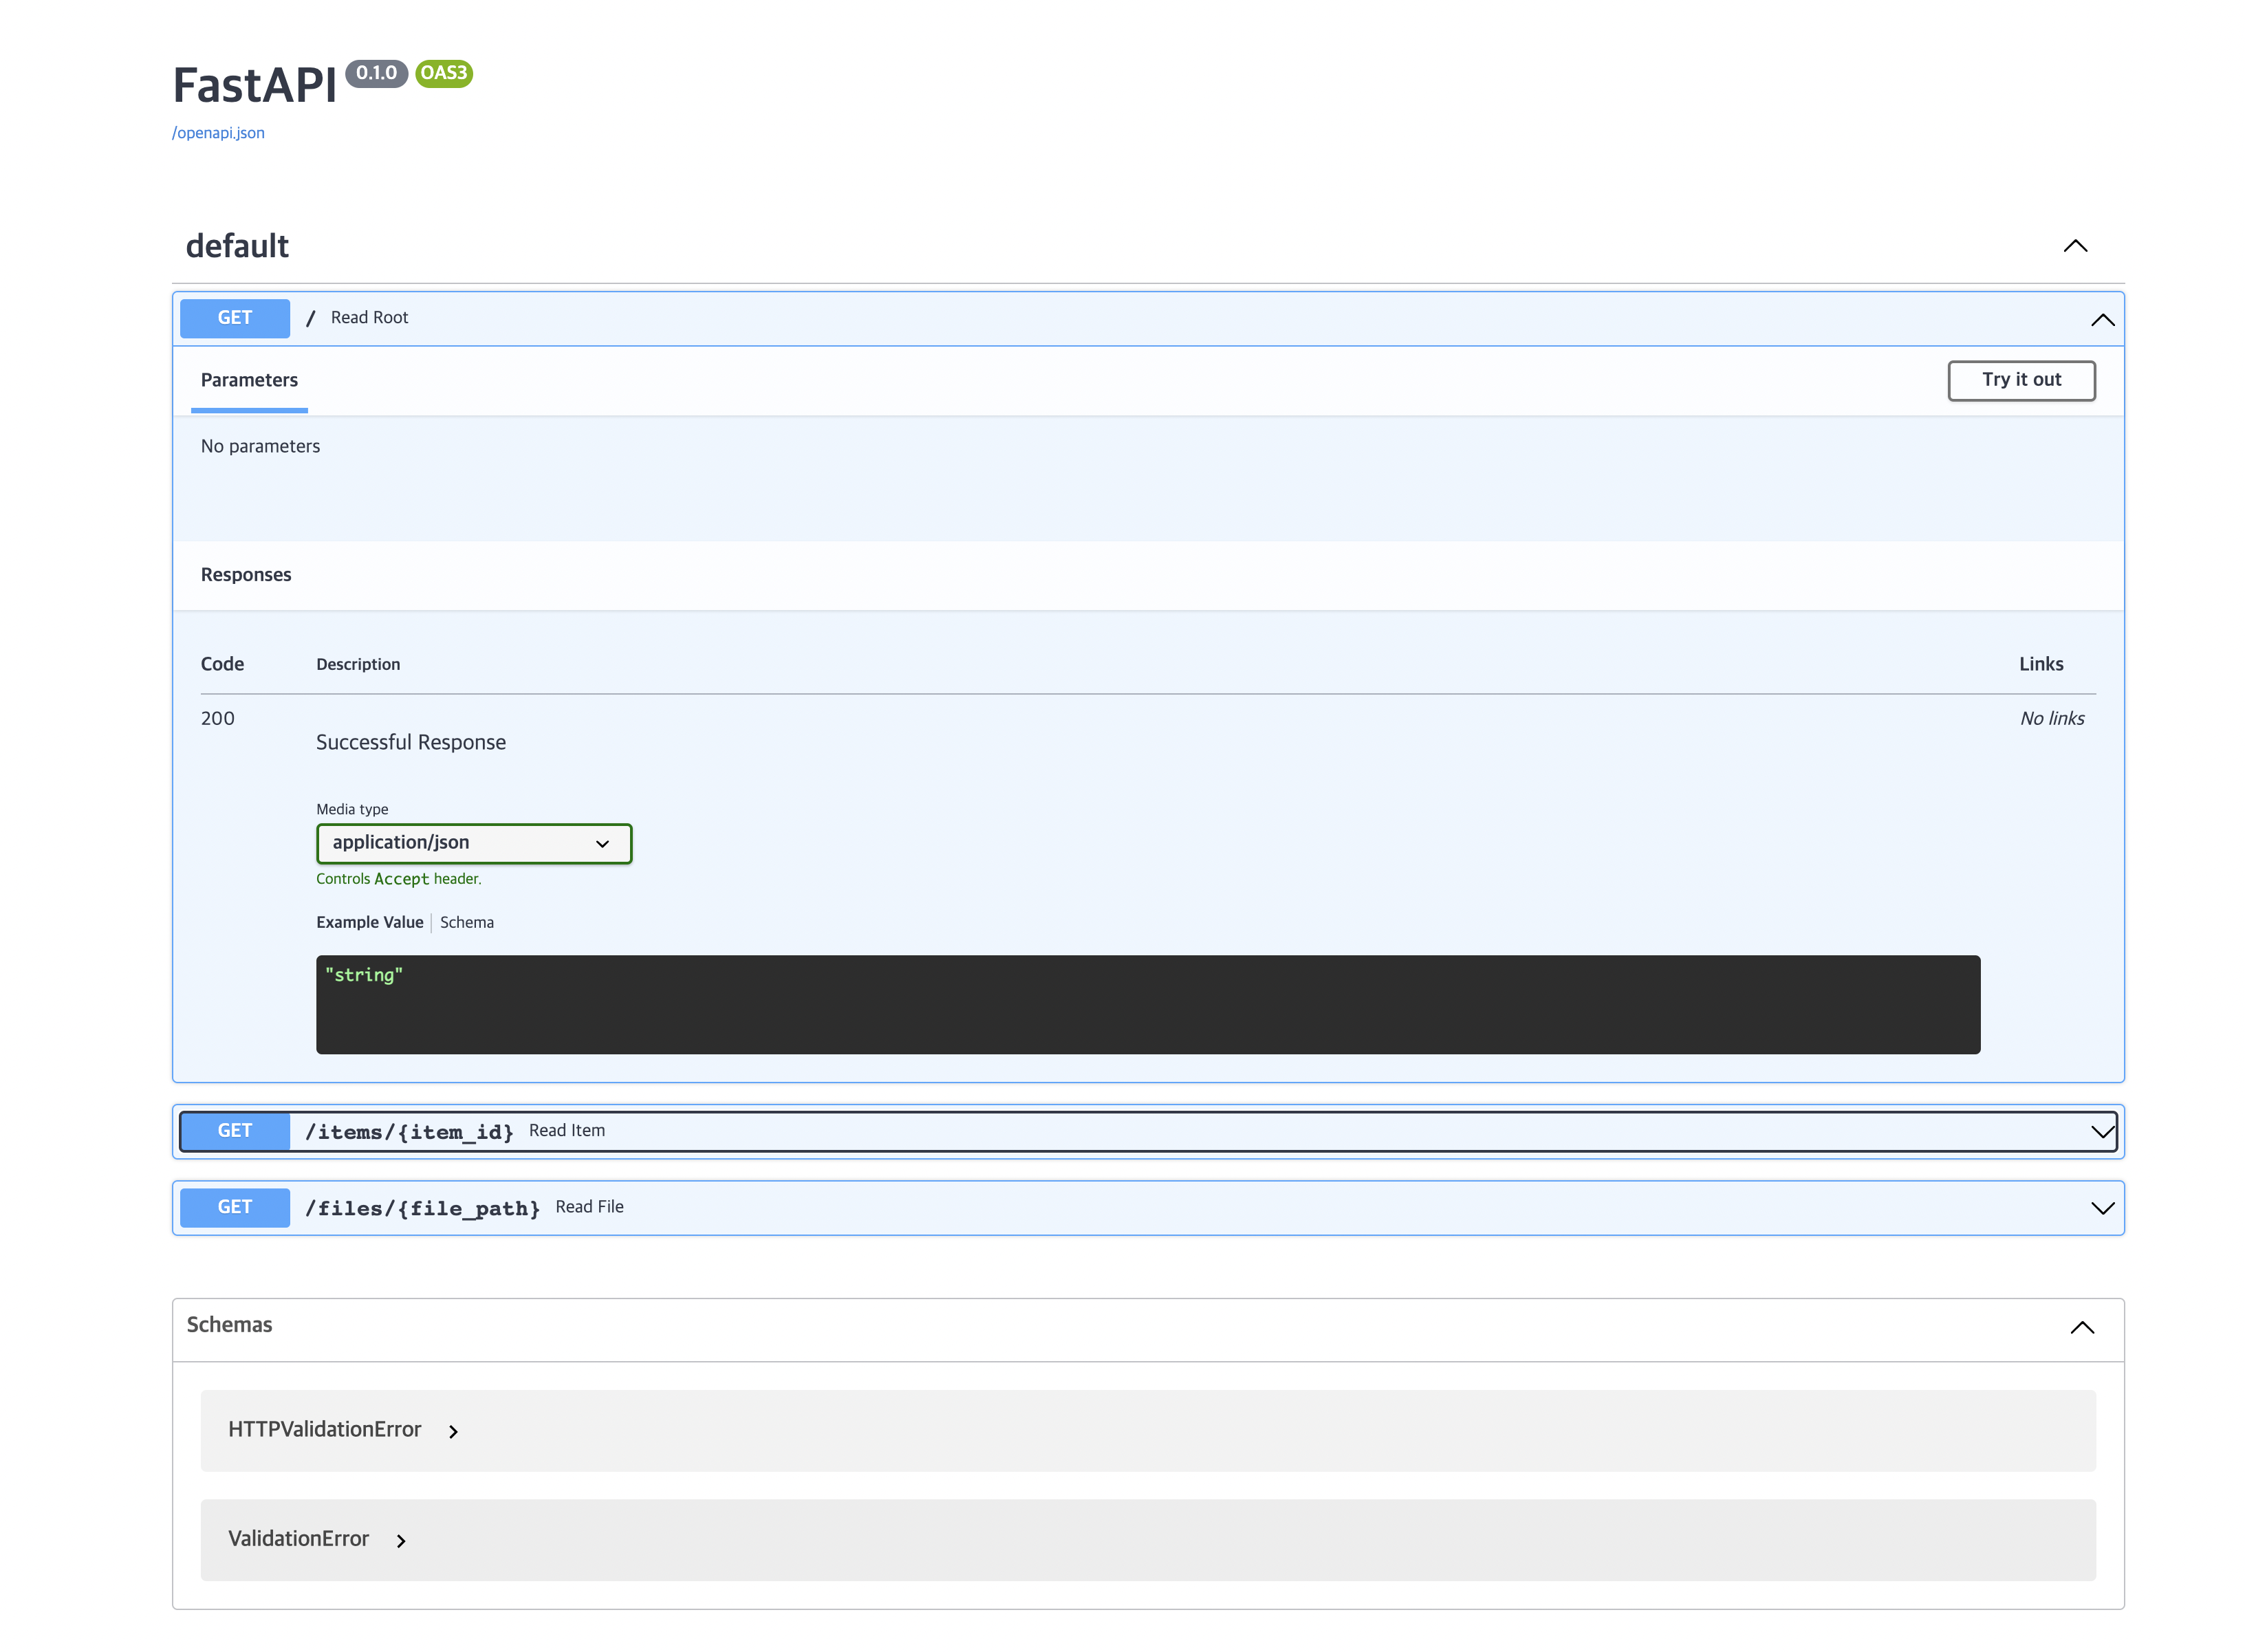 FastAPI 0.1.0 OAS3
/openapi.json
default
GET / Read Root
Parameters
Try it out
No parameters
Responses
Code Description Links
200 No links
Successful Response
Media type
application/json
Controls Accept header.
Example Value Schema
"string"
GET /items/{item_id} Read Item
GET /files/{file_path} Read File
Schemas
HTTPValidationError
ValidationError